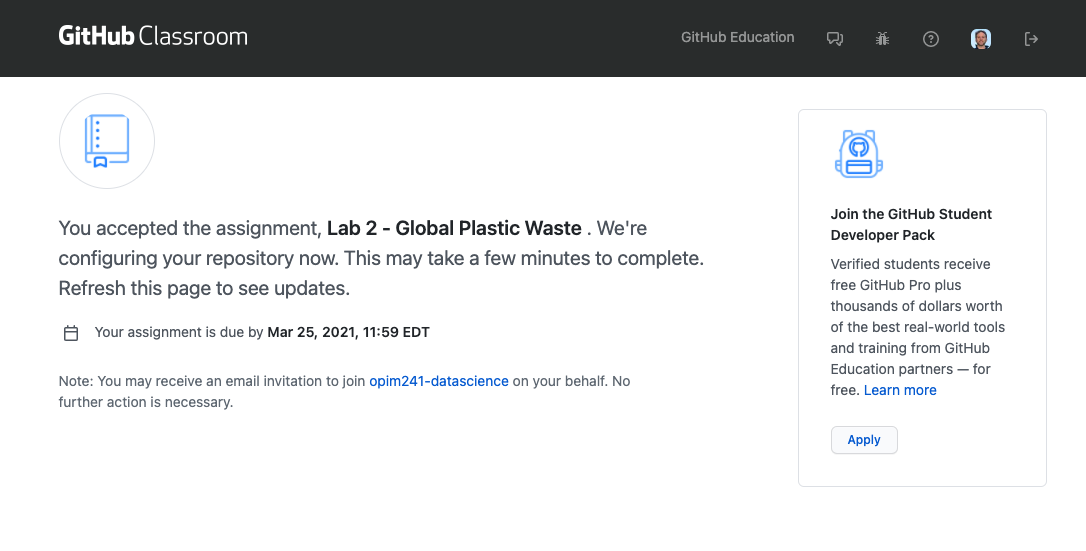 GitHub Classroom
GitHub Education
You accepted the assignment, Lab 2 - Global Plastic Waste . We're
configuring your repository now. This may take a few minutes to complete.
Refresh this page to see updates.
Your assignment is due by Mar 25, 2021, 11:59 EDT
Note: You may receive an email invitation to join opim241-datascience on your behalf. No
further action is necessary.
Join the GitHub Student
Developer Pack
Verified students receive
free GitHub Pro plus
thousands of dollars worth
of the best real-world tools
and training from GitHub
Education partners — for
free. Learn more
Apply